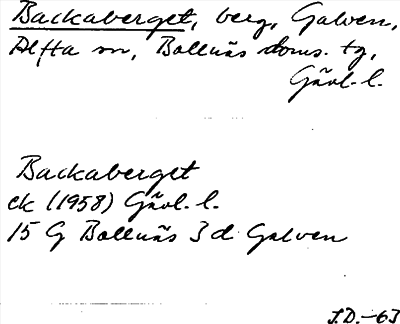 Backaberget, berg, Galven,
Alfta sn, Bollnäs doms. tg,
Gävl. l.
Backaberget
ek (1958) Gävl. l.
15 G Bollnäs 3 d Galven
J.D.-63